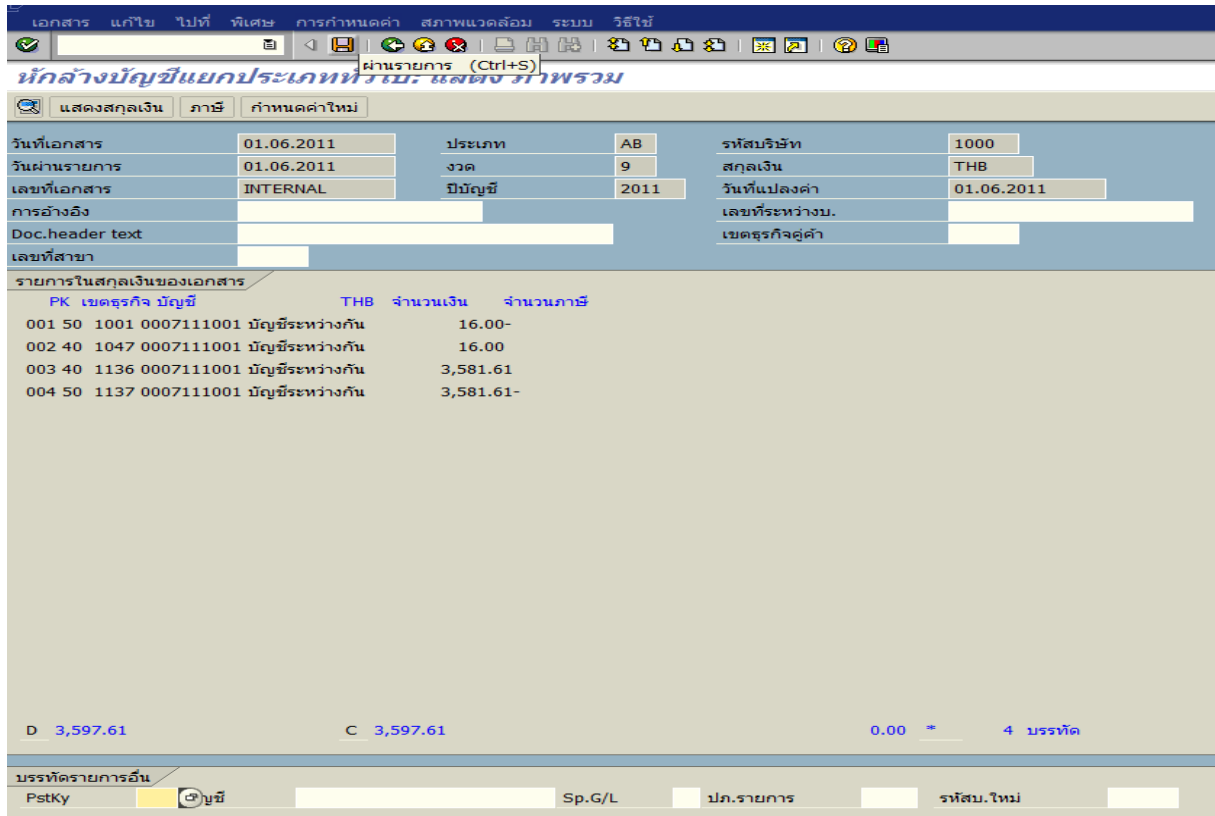 เอกสาร แก้ไข ไปที่ พิเศษ การกำหนดค่า สภาพแวดล้อม ระบบ วิธีใช้
ผ่านรายการ (Ctrl+S)
หักล้างบัญชีแยกประเภททั่วไป: แสดง ภาพรวม
แสดงสกุลเงิน ภาษี กำหนดค่าใหม่
วันที่เอกสาร 01.06.2011 ประเภท AB รหัสบริษัท 1000
วันผ่านรายการ 01.06.2011 งวด 9 สกุลเงิน THB
เลขที่เอกสาร INTERNAL ปีบัญชี 2011 วันที่แปลงค่า 01.06.2011
การอ้างอิง เลขที่ระหว่างบ.
Doc.header text เขตธุรกิจคู่ค้า
เลขที่สาขา
รายการในสกุลเงินของเอกสาร
PK เขตธุรกิจ บัญชี THB จำนวนเงิน จำนวนภาษี
001 50 1001 0007111001 บัญชีระหว่างกัน 16.00-
002 40 1047 0007111001 บัญชีระหว่างกัน 16.00
003 40 1136 0007111001 บัญชีระหว่างกัน 3,581.61
004 50 1137 0007111001 บัญชีระหว่างกัน 3,581.61-
D 3,597.61 C 3,597.61 0.00 * 4 บรรทัด
บรรทัดรายการอื่น
PstKy ัญชี Sp.G/L ปภ.รายการ รหัสบ.ใหม่